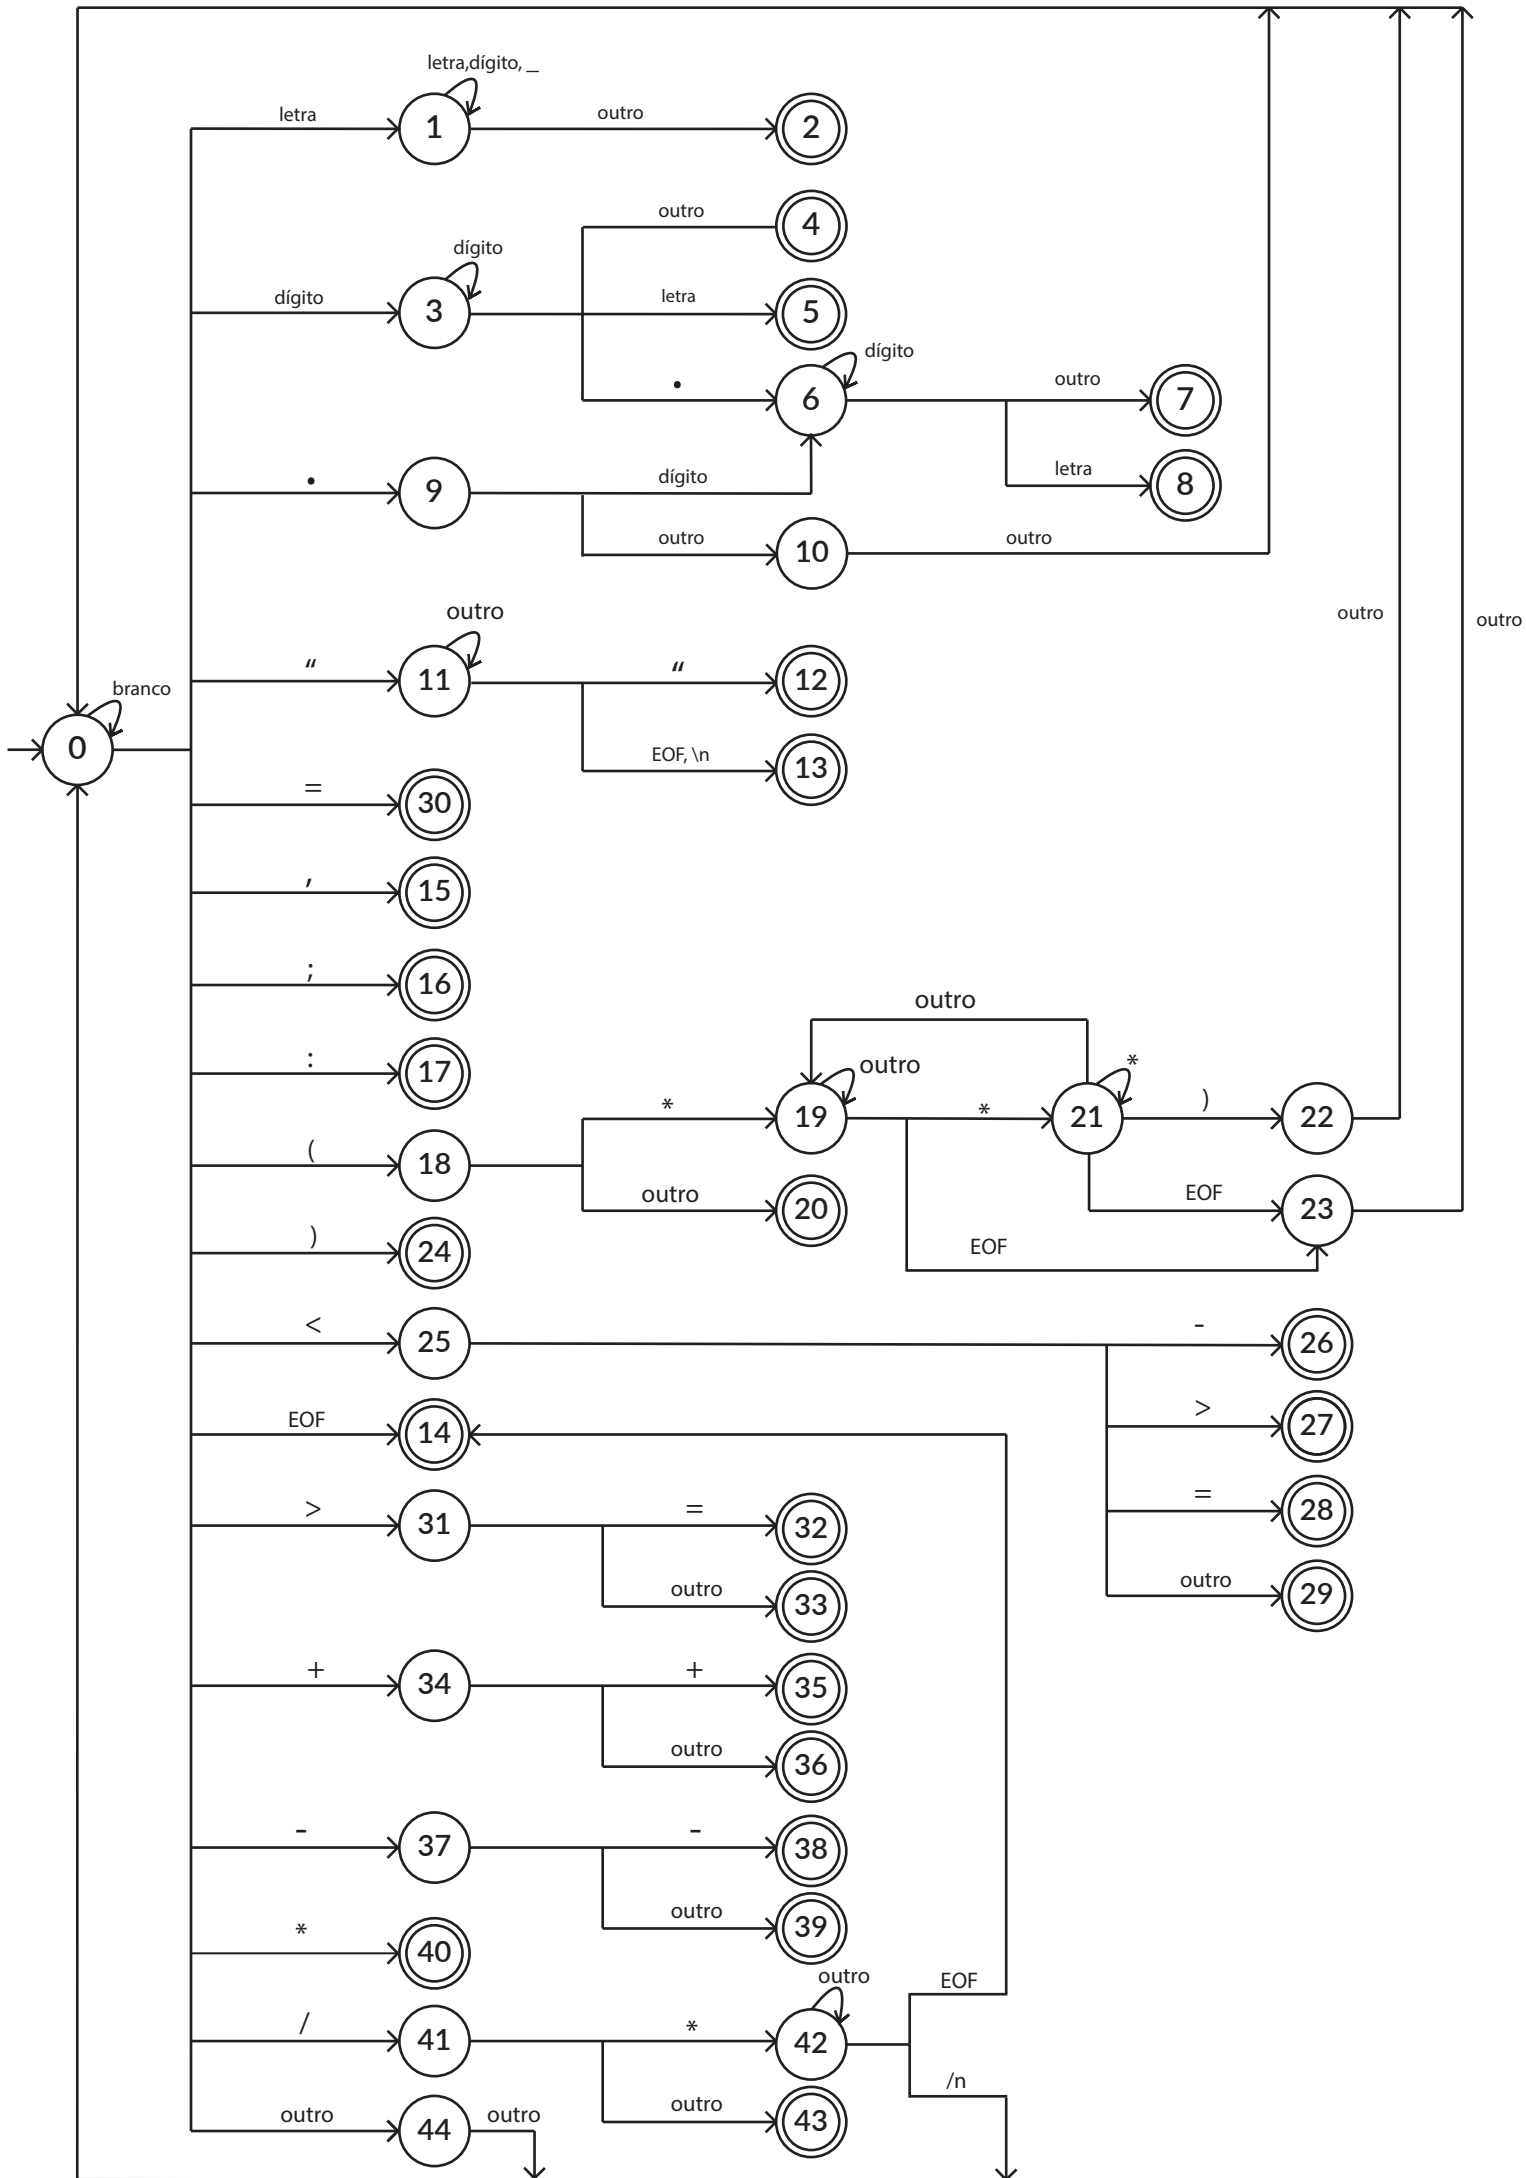 letra,dígito, _
letra 1 outro 2
outro 4
dígito
dígito 3 letra 5
dígito
. 6 outro 7
. 9 dígito letra 8
outro 10 outro
outro
outro outro
“ 11 “ 12
branco
0 EOF, \n 13
= 30
, 15
; 16
outro
: 17 outro *
* 19 * 21 ) 22
( 18
outro 20 EOF 23
) 24 EOF
< 25 - 26
EOF 14 > 27
> 31 = 32 = 28
outro 33 outro 29
+ 34 + 35
outro 36
- 37 - 38
outro 39
* 40
outro EOF
/ 41 * 42
/n
outro 44 outro outro 43